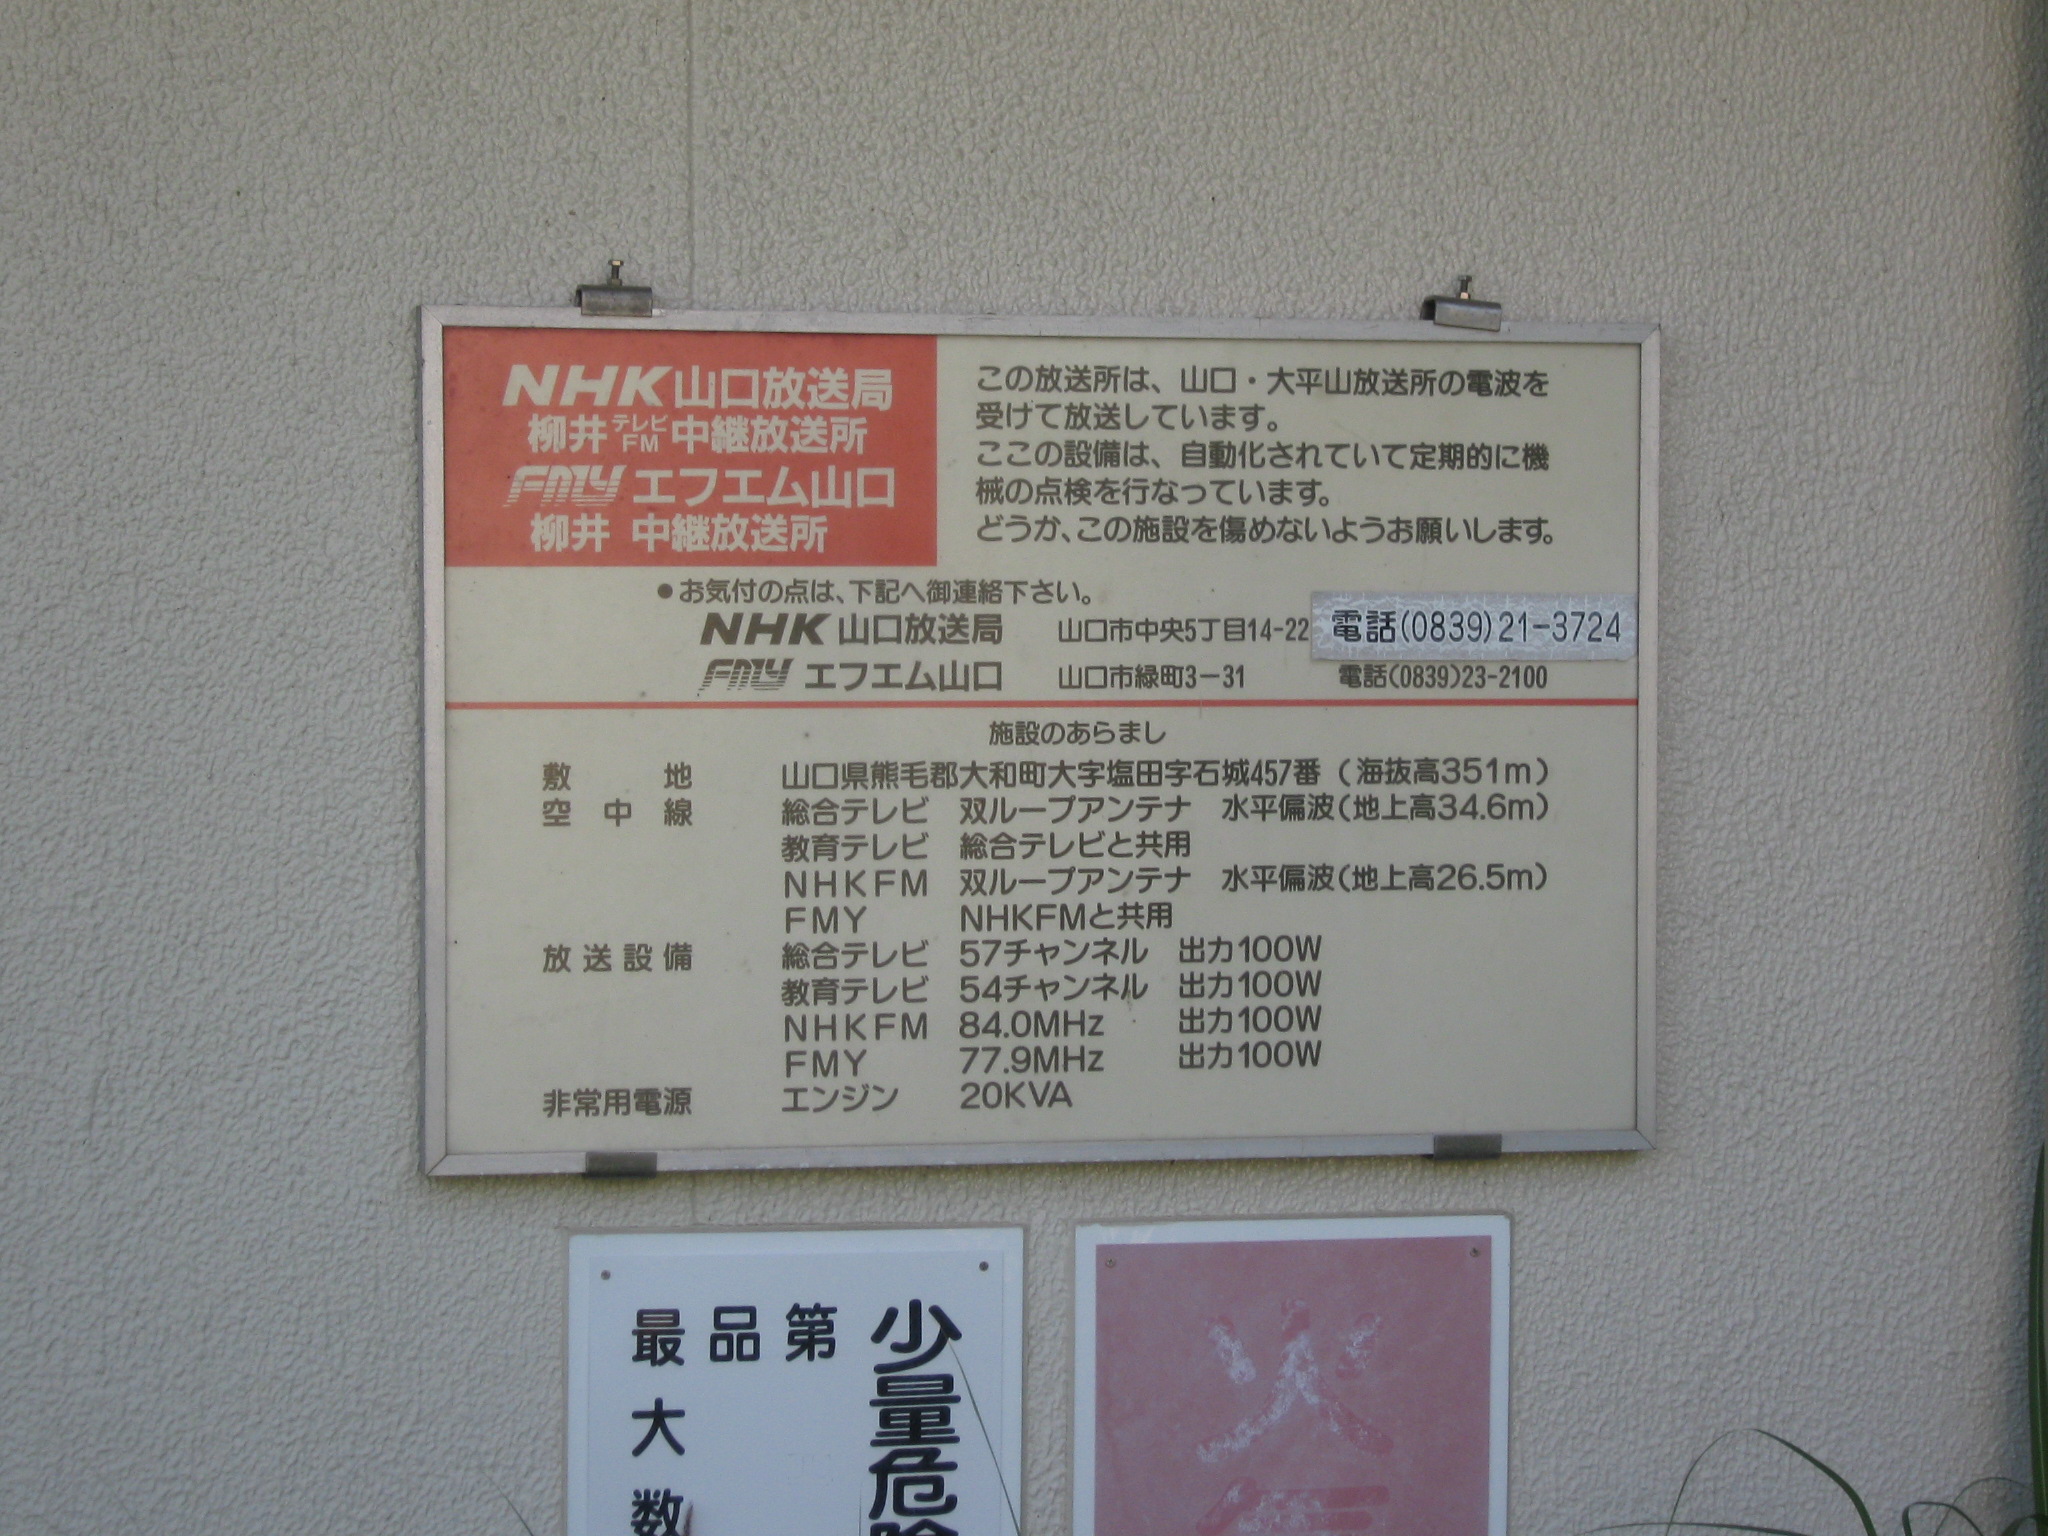 NHK山口放送局
柳井テレビFM中継放送所
FMYエフエム山口
柳井 中継放送所
この放送所は、山口・大平山放送所の電波を
受けて放送しています。
ここの設備は、自動化されていて定期的に機
械の点検を行なっています。
どうか、この施設を傷めないようお願いします。
●お気付の点は、下記へ御連絡下さい。
NHK山口放送局 山口市中央5丁目14-22 電話(0839)21-3724
FMY エフエム山口 山口市緑町3-31 電話(0839)23-2100
施設のあらまし
敷地 山口県熊毛郡大和町大字塩田字石城457番(海抜高351m)
空中線 総合テレビ 双ループアンテナ 水平偏波(地上高34.6m)
教育テレビ 総合テレビと共用
NHKFM 双ループアンテナ 水平偏波(地上高26.5m)
FMY NHKFMと共用
放送設備 総合テレビ 57チャンネル 出力100W
教育テレビ 54チャンネル 出力100W
NHKFM 84.0MHz 出力100W
FMY 77.9MHz 出力100W
非常用電源 エンジン 20KVA
少量危険
第
品
最大数
火